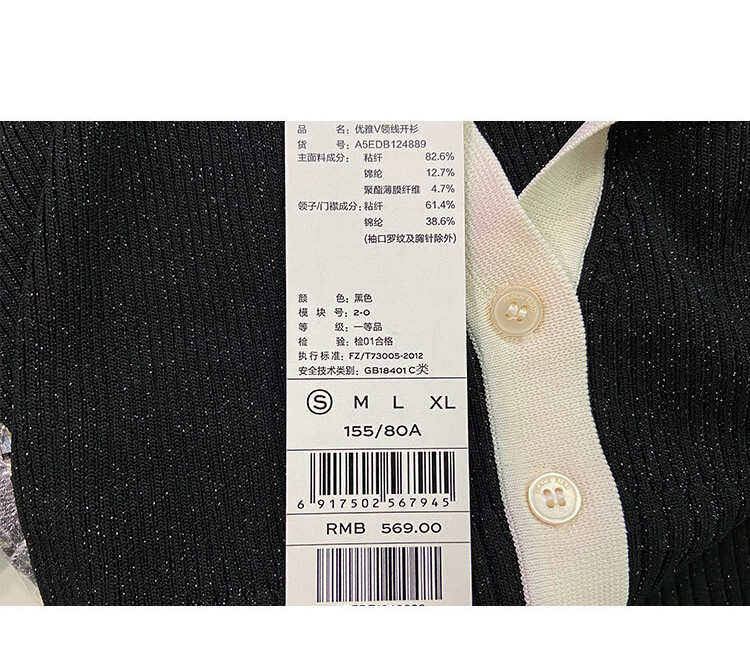 品 名: 优雅V领线开衫
货 号: A5EDB124889
主面料成分: 粘纤 82.6%
锦纶 12.7%
聚酯薄膜纤维 4.7%
领子/门襟成分: 粘纤 61.4%
锦纶 38.6%
(袖口罗纹及胸针除外)
颜 色: 黑色
模 块 号: 2-0
等 级: 一等品
检 验: 检01合格
执行标准: FZ/T73005-2012
安全技术类别: GB18401 C类
S M L XL
155/80A
6 917502 567945
RMB 569.00